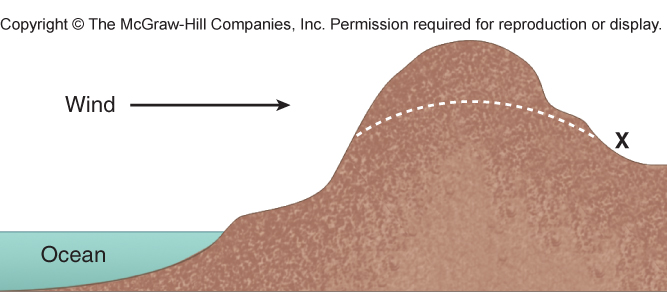 Copyright © The McGraw-Hill Companies, Inc. Permission required for reproduction or display.
Wind
X
Ocean